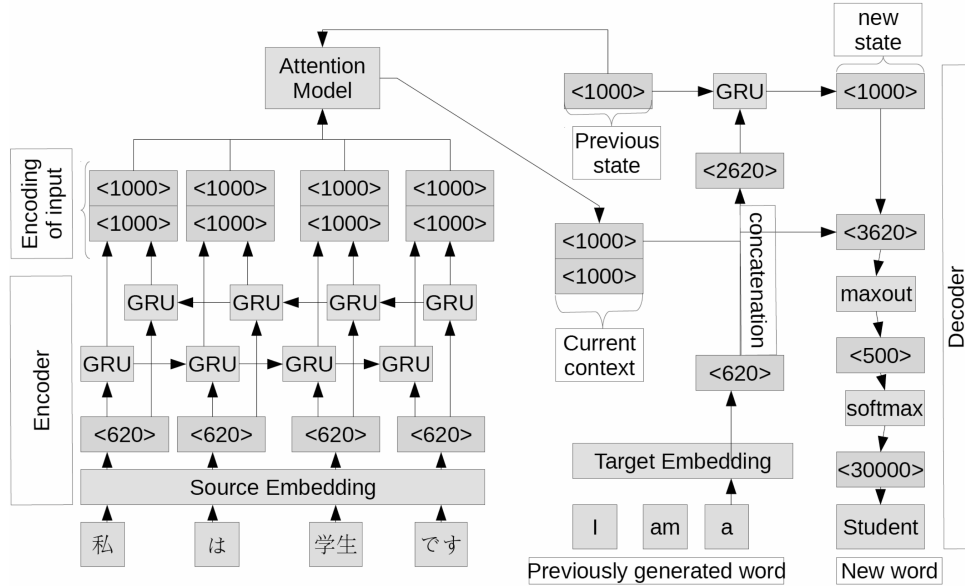 new
state
Attention
Model
<1000>
GRU
<1000>
Previous
state
<2620>
Encoding
of input
<1000>
<1000>
<1000>
<1000>
<1000>
<1000>
<1000>
<1000>
<1000>
<1000>
concatenation
<3620>
Decoder
Encoder
GRU
GRU
GRU
GRU
maxout
Current
context
<500>
GRU
GRU
GRU
GRU
<620>
softmax
<620>
<620>
<620>
<620>
Target Embedding
<30000>
Source Embedding
私
は
学生
です
I
am
a
Student
Previously generated word
New word